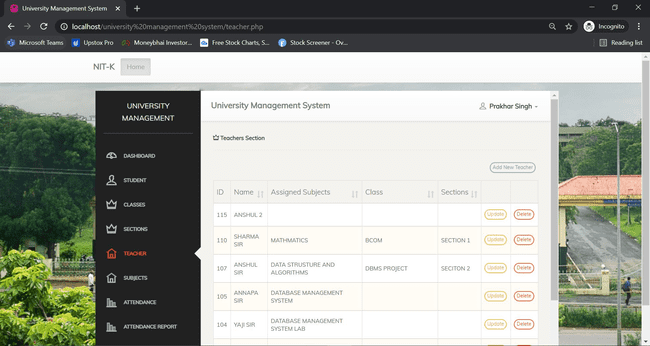 University Management System
localhost/university%20management%20system/teacher.php
Incognito
Microsoft Teams
Upstox Pro
Moneybhai Investor...
Free Stock Charts, S...
Stock Screener - Ov...
Reading list
NIT-K
Home
UNIVERSITY
MANAGEMENT
DASHBOARD
STUDENT
CLASSES
SECTIONS
TEACHER
SUBJECTS
ATTENDANCE
ATTENDANCE REPORT
University Management System
Prakhar Singh
Teachers Section
Add New Teacher
ID Name Assigned Subjects Class Sections
115 ANSHUL 2 Update Delete
110 SHARMA SIR MATHMATICS BCOM SECTION 1 Update Delete
107 ANSHUL SIR DATA STRUSTURE AND ALGORITHMS DBMS PROJECT SECITON 2 Update Delete
105 ANNAPA SIR DATABASE MANAGEMENT SYSTEM Update Delete
104 YAJI SIR DATABASE MANAGEMENT SYSTEM LAB Update Delete